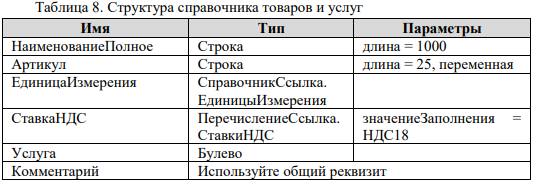 Таблица 8. Структура справочника товаров и услуг
Имя Тип Параметры
НаименованиеПолное Строка длина = 1000
Артикул Строка длина = 25, переменная
ЕдиницаИзмерения СправочникСсылка.
ЕдиницыИзмерения
СтавкаНДС ПеречислениеСсылка. значениеЗаполнения =
СтавкиНДС НДС18
Услуга Булево
Комментарий Используйте общий реквизит